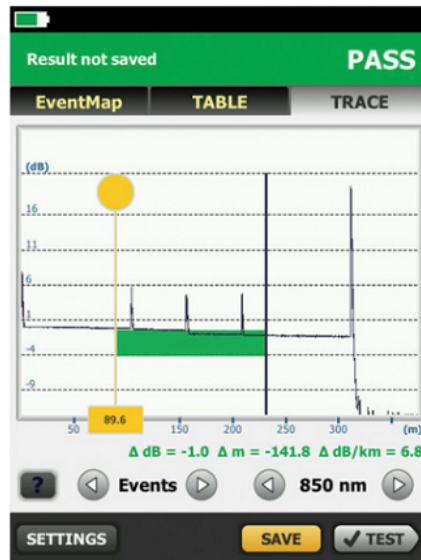 Result not saved PASS
EventMap TABLE TRACE
(dB)
16
11
6
1
-4
-9
89.6
50 150 200 250 300 (m)
Δ dB = -1.0 Δ m = -141.8 Δ dB/km = 6.8
? Events 850 nm
SETTINGS SAVE TEST